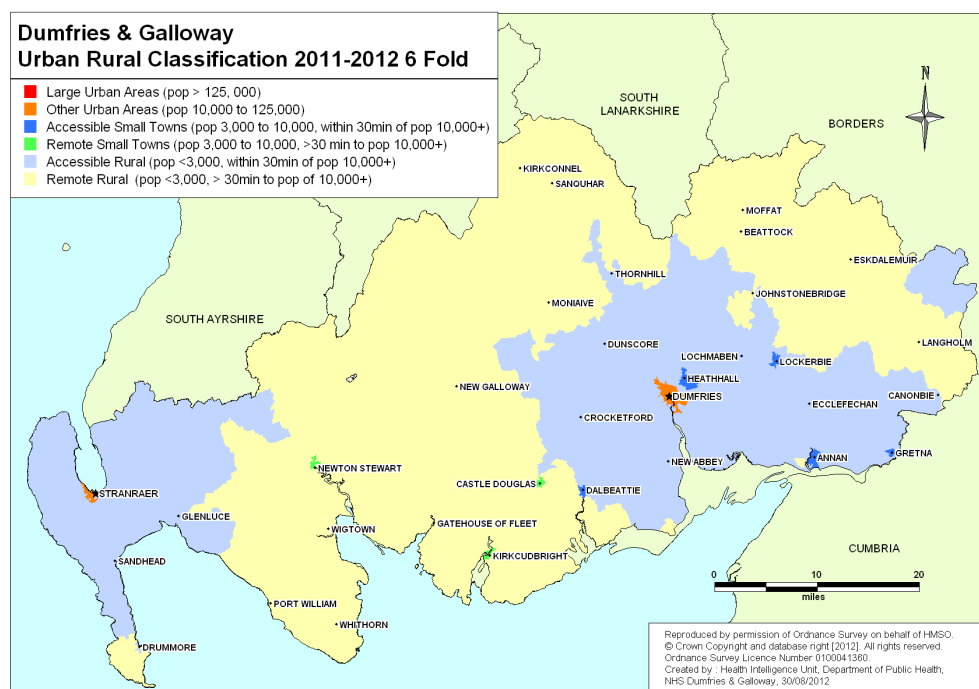 Dumfries & Galloway
Urban Rural Classification 2011-2012 6 Fold
Large Urban Areas (pop > 125, 000)
Other Urban Areas (pop 10,000 to 125,000)
Accessible Small Towns (pop 3,000 to 10,000, within 30min of pop 10,000+)
Remote Small Towns (pop 3,000 to 10,000, >30 min to pop 10,000+)
Accessible Rural (pop <3,000, within 30min of pop 10,000+)
Remote Rural (pop <3,000, > 30min to pop of 10,000+)
N
SOUTH
LANARKSHIRE
BORDERS
KIRKCONNEL
SANQUHAR
MOFFAT
BEATTOCK
ESKDALEMUIR
THORNHILL
JOHNSTONEBRIDGE
MONIAIVE
SOUTH AYRSHIRE
DUNSCORE
LANGHOLM
LOCHMABEN
LOCKERBIE
HEATHHALL
NEW GALLOWAY
DUMFRIES
CANONBIE
ECCLEFECHAN
CROCKETFORD
ANNAN
GRETNA
NEW ABBEY
NEWTON STEWART
CASTLE DOUGLAS
DALBEATTIE
STRANRAER
GLENLUCE
GATEHOUSE OF FLEET
WIGTOWN
CUMBRIA
KIRKCUDBRIGHT
SANDHEAD
0 10 20
miles
PORT WILLIAM
WHITHORN
DRUMMORE
Reproduced by permission of Ordnance Survey on behalf of HMSO.
© Crown Copyright and database right [2012]. All rights reserved.
Ordnance Survey Licence Number 0100041360.
Created by : Health Intelligence Unit, Department of Public Health,
NHS Dumfries & Galloway, 30/08/2012